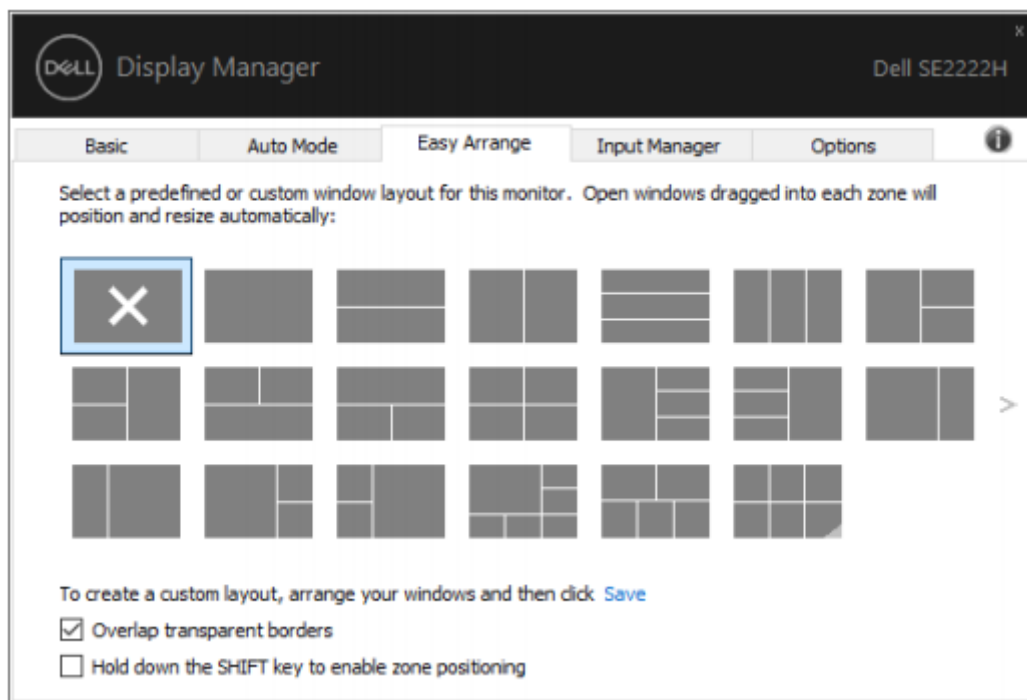 x
DELL Display Manager Dell SE2222H
Basic Auto Mode Easy Arrange Input Manager Options
Select a predefined or custom window layout for this monitor. Open windows dragged into each zone will
position and resize automatically:
>
To create a custom layout, arrange your windows and then click Save
Overlap transparent borders
Hold down the SHIFT key to enable zone positioning